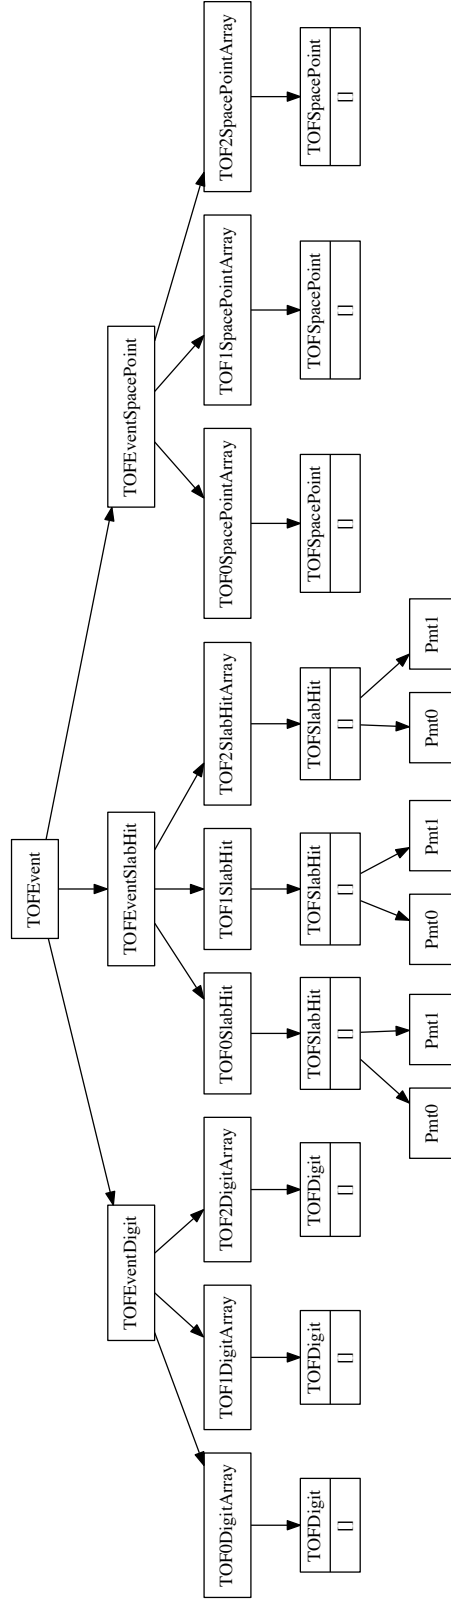 TOFEvent
TOFEventDigit
TOFEventSlabHit
TOFEventSpacePoint
TOF0DigitArray
TOF1DigitArray
TOF2DigitArray
TOF0SlabHit
TOF1SlabHit
TOF2SlabHitArray
TOF0SpacePointArray
TOF1SpacePointArray
TOF2SpacePointArray
TOFDigit
[]
TOFDigit
[]
TOFDigit
[]
TOFSlabHit
[]
TOFSlabHit
[]
TOFSlabHit
[]
TOFSpacePoint
[]
TOFSpacePoint
[]
TOFSpacePoint
[]
Pmt0
Pmt1
Pmt0
Pmt1
Pmt0
Pmt1